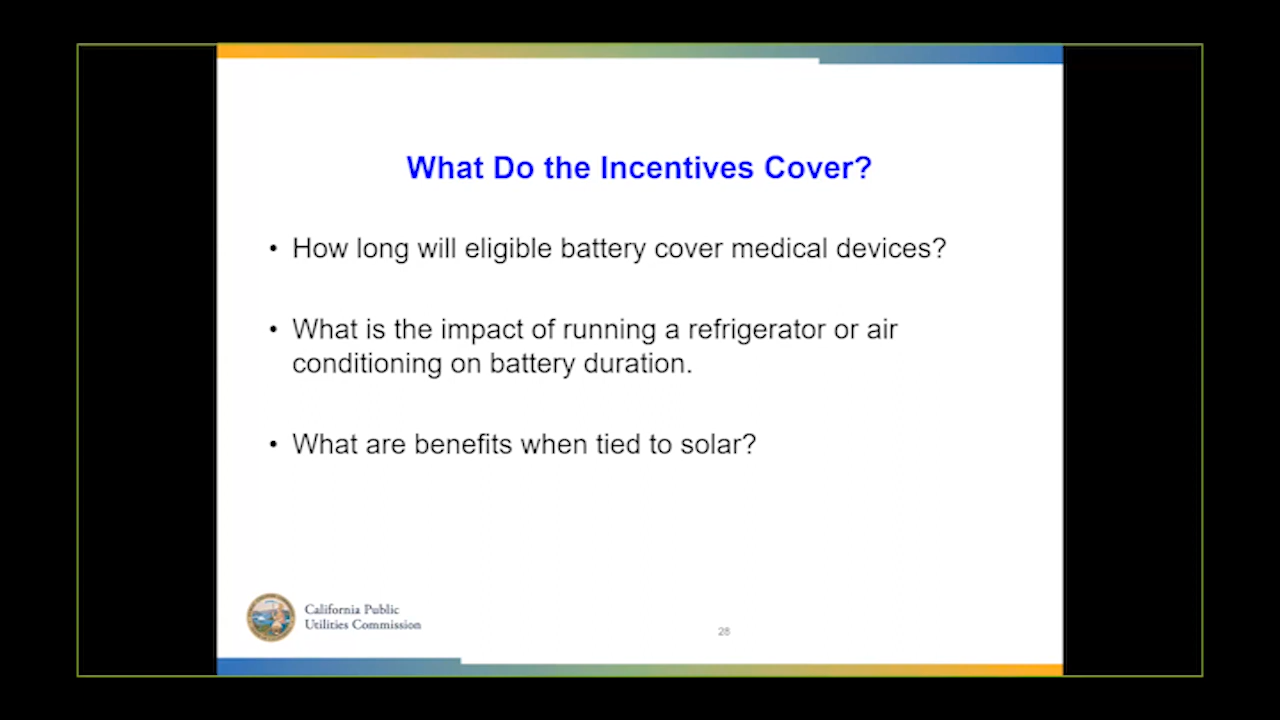 What Do the Incentives Cover?
• How long will eligible battery cover medical devices?
• What is the impact of running a refrigerator or air
conditioning on battery duration.
• What are benefits when tied to solar?
California Public
Utilities Commission
28